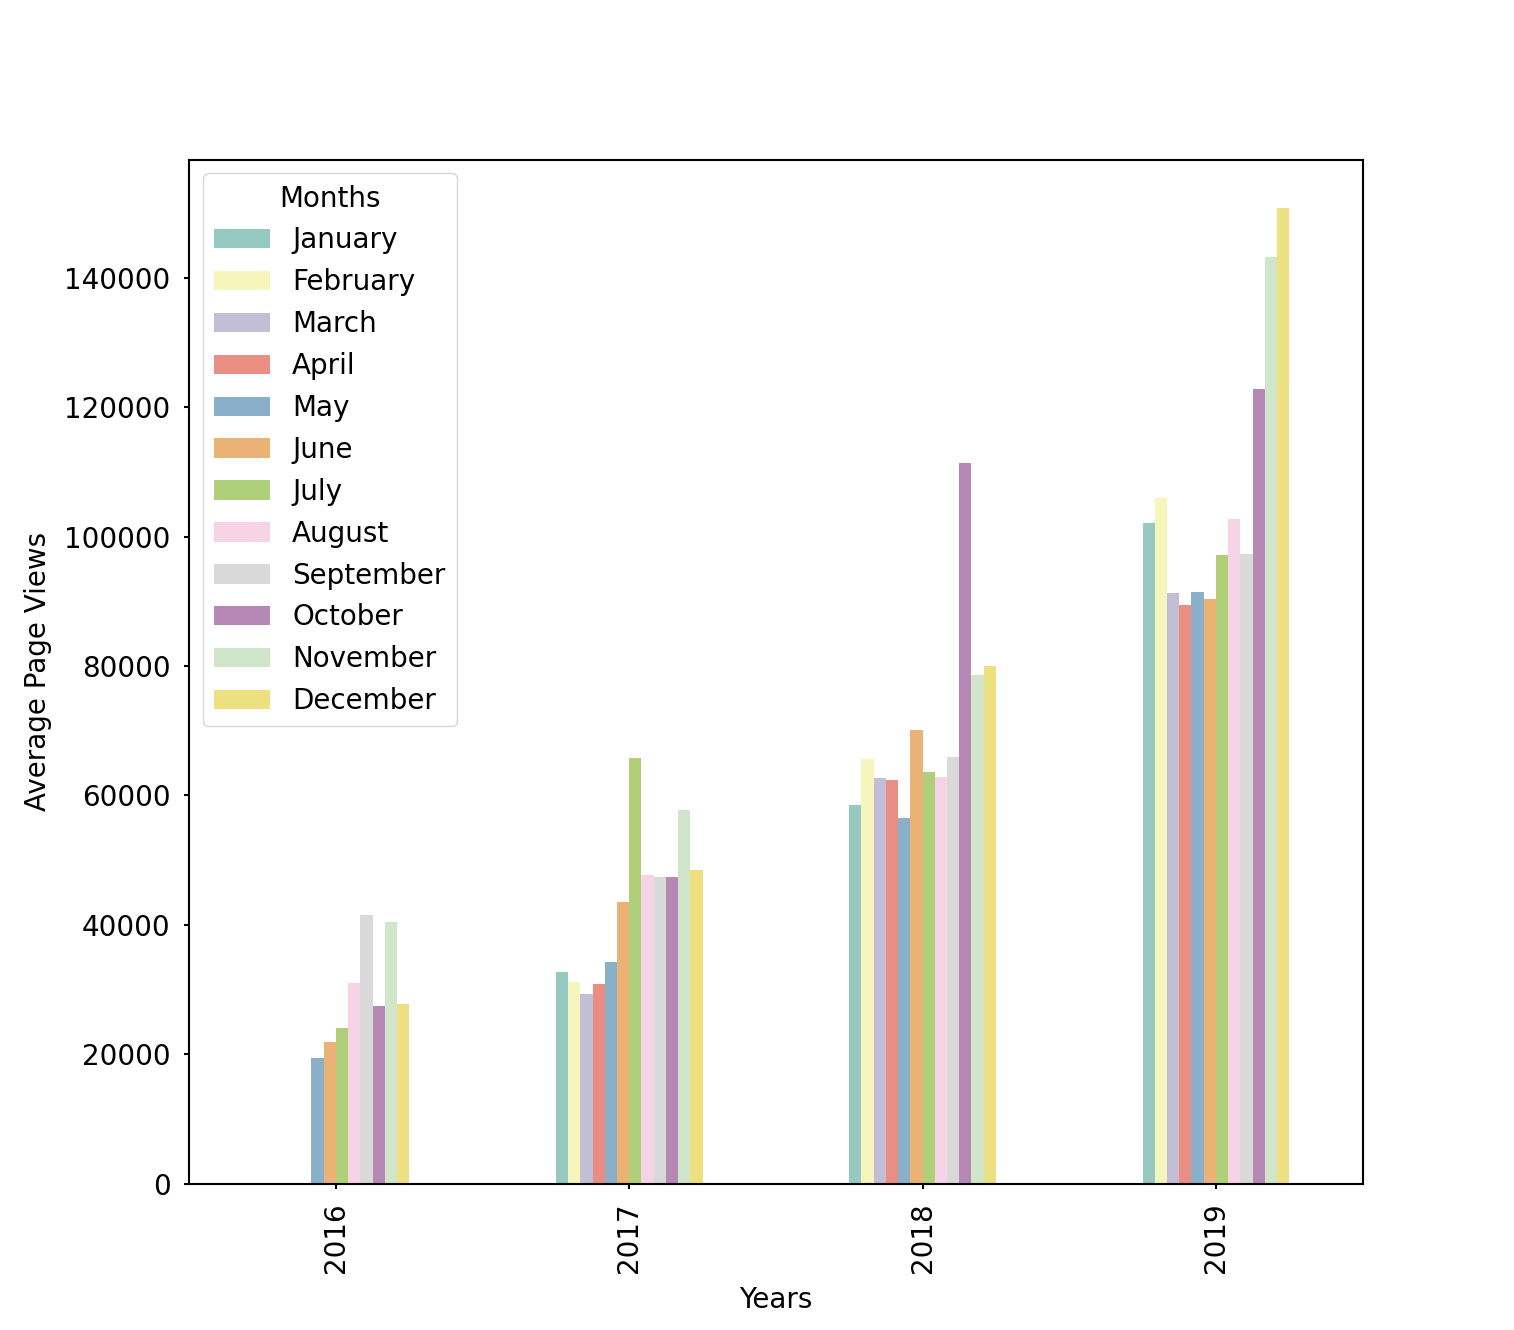 Months
January
February
March
April
May
June
July
August
September
October
November
December
Average Page Views
140000
120000
100000
80000
60000
40000
20000
0
2016
2017
2018
2019
Years